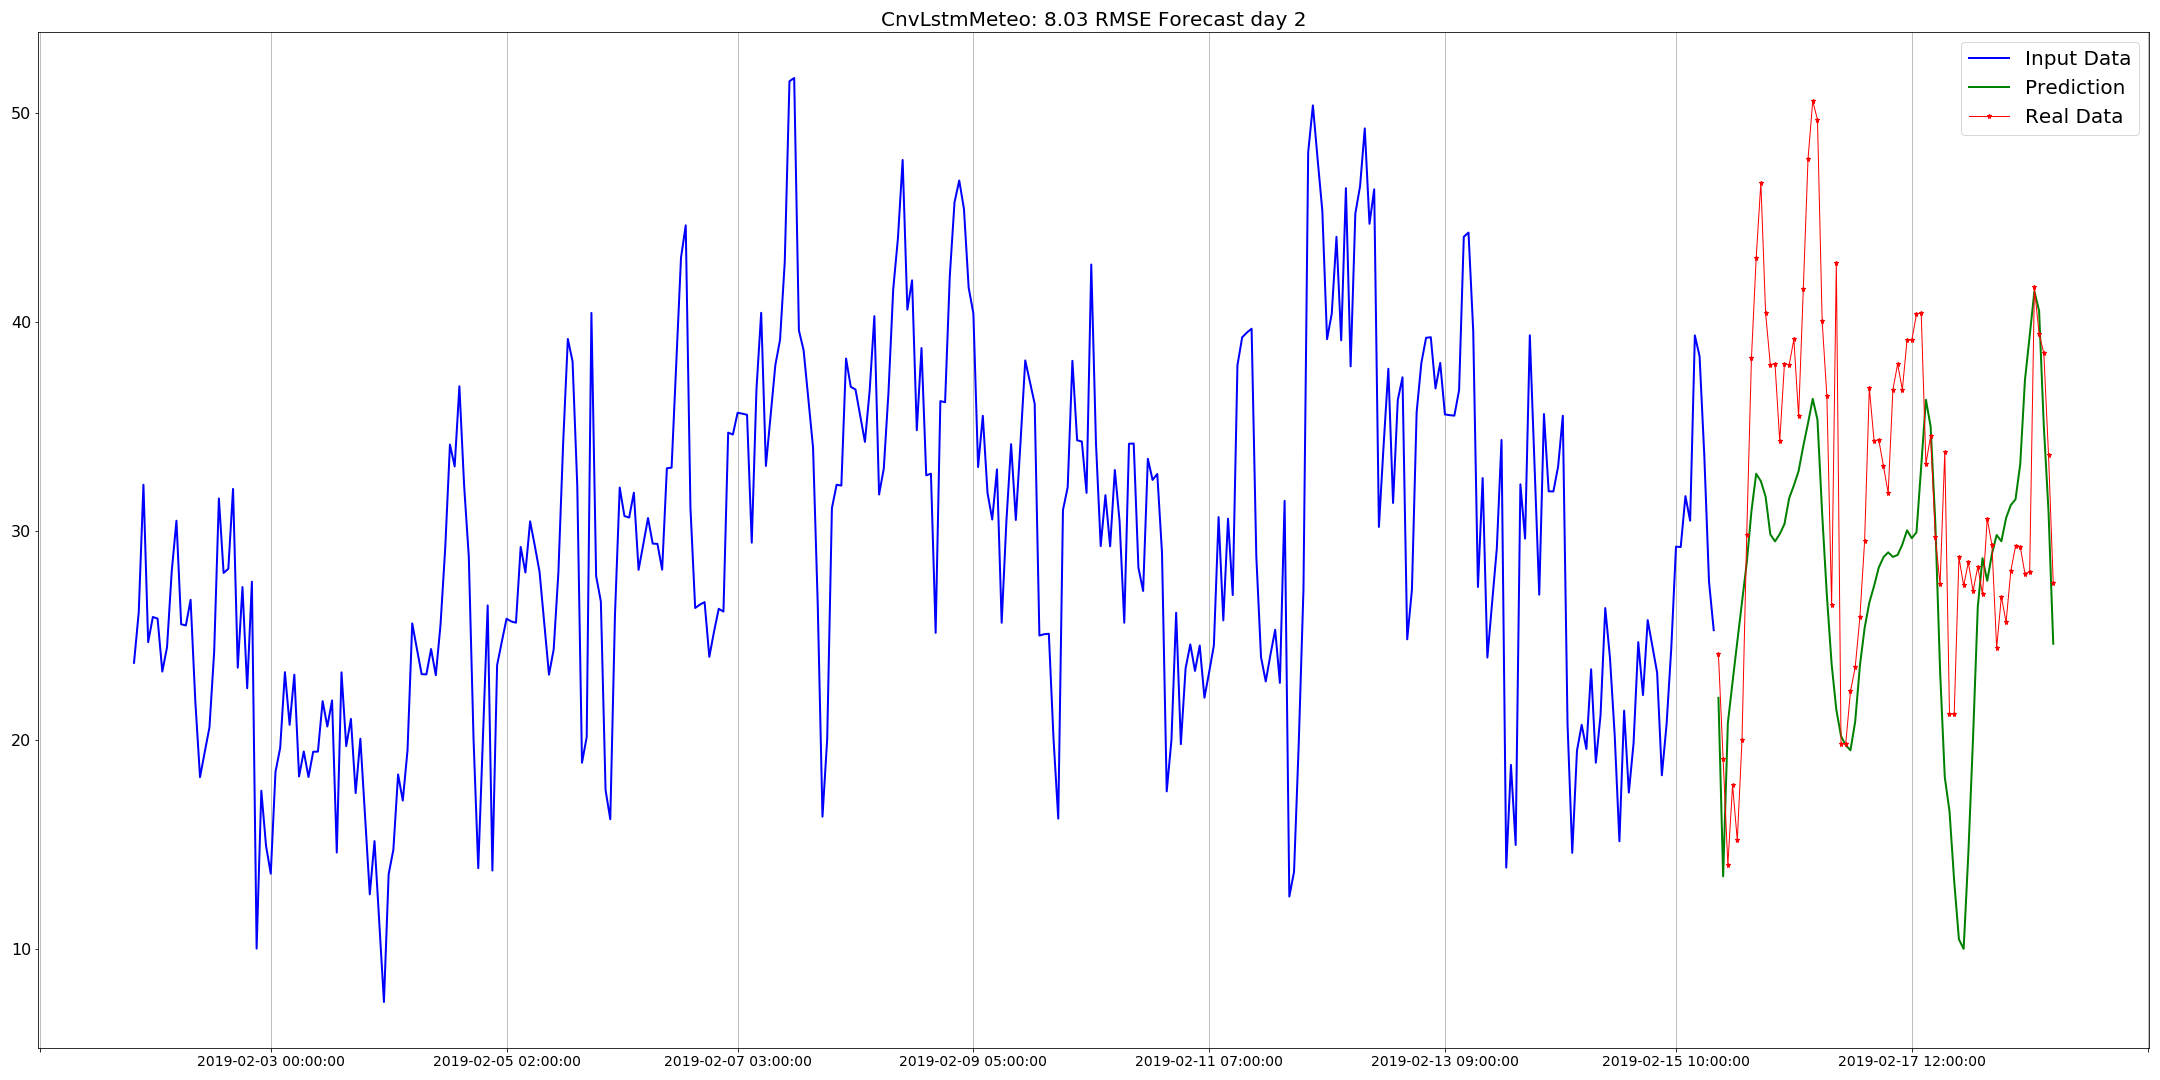 CnvLstmMeteo: 8.03 RMSE Forecast day 2
Input Data
Prediction
Real Data
50
40
30
20
10
2019-02-03 00:00:00 2019-02-05 02:00:00 2019-02-07 03:00:00 2019-02-09 05:00:00 2019-02-11 07:00:00 2019-02-13 09:00:00 2019-02-15 10:00:00 2019-02-17 12:00:00